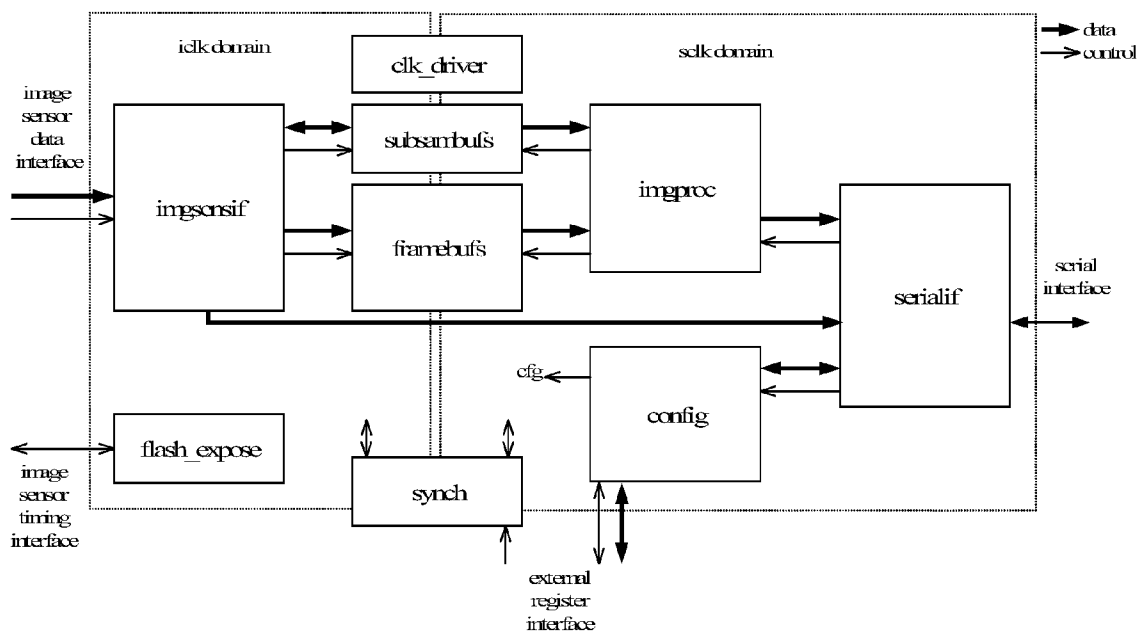 iclk domain
sclk domain
data
control
clk_driver
image
sensor
data
interface
subsambufs
imgsensif
imgproc
framebufs
serialif
serial
interface
cfg
config
flash_expose
synch
image
sensor
timing
interface
external
register
interface